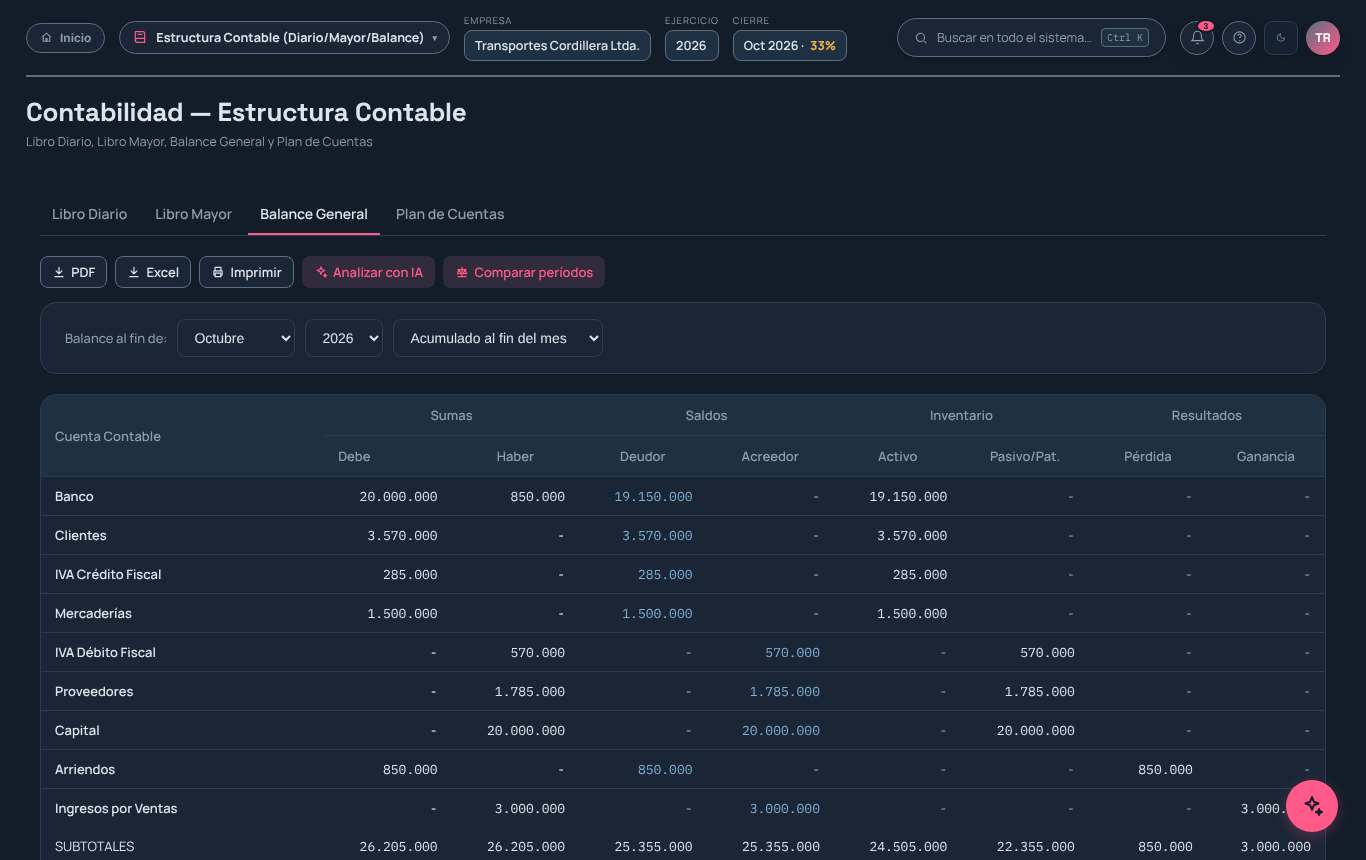 Inicio
Estructura Contable (Diario/Mayor/Balance) ▾
EMPRESA
Transportes Cordillera Ltda.
EJERCICIO
2026
CIERRE
Oct 2026 · 33%
Buscar en todo el sistema... Ctrl K
3
TR
Contabilidad — Estructura Contable
Libro Diario, Libro Mayor, Balance General y Plan de Cuentas
Libro Diario Libro Mayor Balance General Plan de Cuentas
PDF Excel Imprimir Analizar con IA Comparar períodos
Balance al fin de: Octubre 2026 Acumulado al fin del mes
Cuenta Contable Sumas Saldos Inventario Resultados
Debe Haber Deudor Acreedor Activo Pasivo/Pat. Pérdida Ganancia
Banco 20.000.000 850.000 19.150.000 - 19.150.000 - - -
Clientes 3.570.000 - 3.570.000 - 3.570.000 - - -
IVA Crédito Fiscal 285.000 - 285.000 - 285.000 - - -
Mercaderías 1.500.000 - 1.500.000 - 1.500.000 - - -
IVA Débito Fiscal - 570.000 - 570.000 - 570.000 - -
Proveedores - 1.785.000 - 1.785.000 - 1.785.000 - -
Capital - 20.000.000 - 20.000.000 - 20.000.000 - -
Arriendos 850.000 - 850.000 - - - 850.000 -
Ingresos por Ventas - 3.000.000 - 3.000.000 - - - 3.000.
SUBTOTALES 26.205.000 26.205.000 25.355.000 25.355.000 24.505.000 22.355.000 850.000 3.000.000